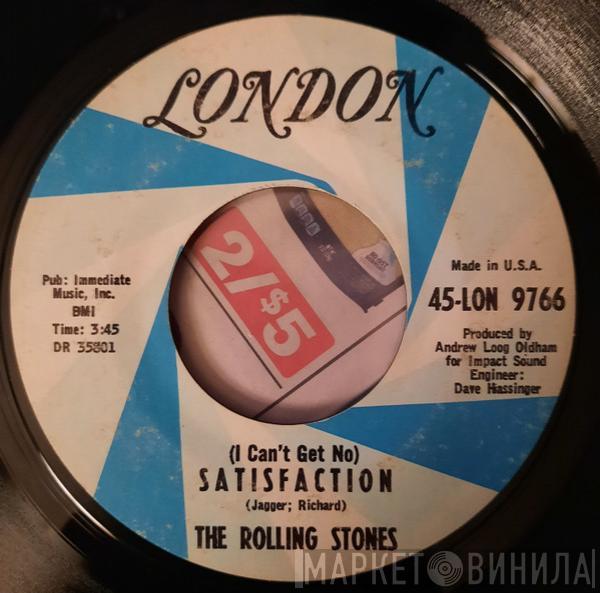 LONDON
Pub: Immediate
Music, Inc.
BMI
Time: 3:45
DR 35801
2/$5
Made in U.S.A.
45-LON 9766
Produced by
Andrew Loog Oldham
for Impact Sound
Engineer:
Dave Hassinger
(I Can't Get No)
SATISFACTION
(Jagger; Richard)
THE ROLLING STONES
МАРКЕТ ВИНИЛА